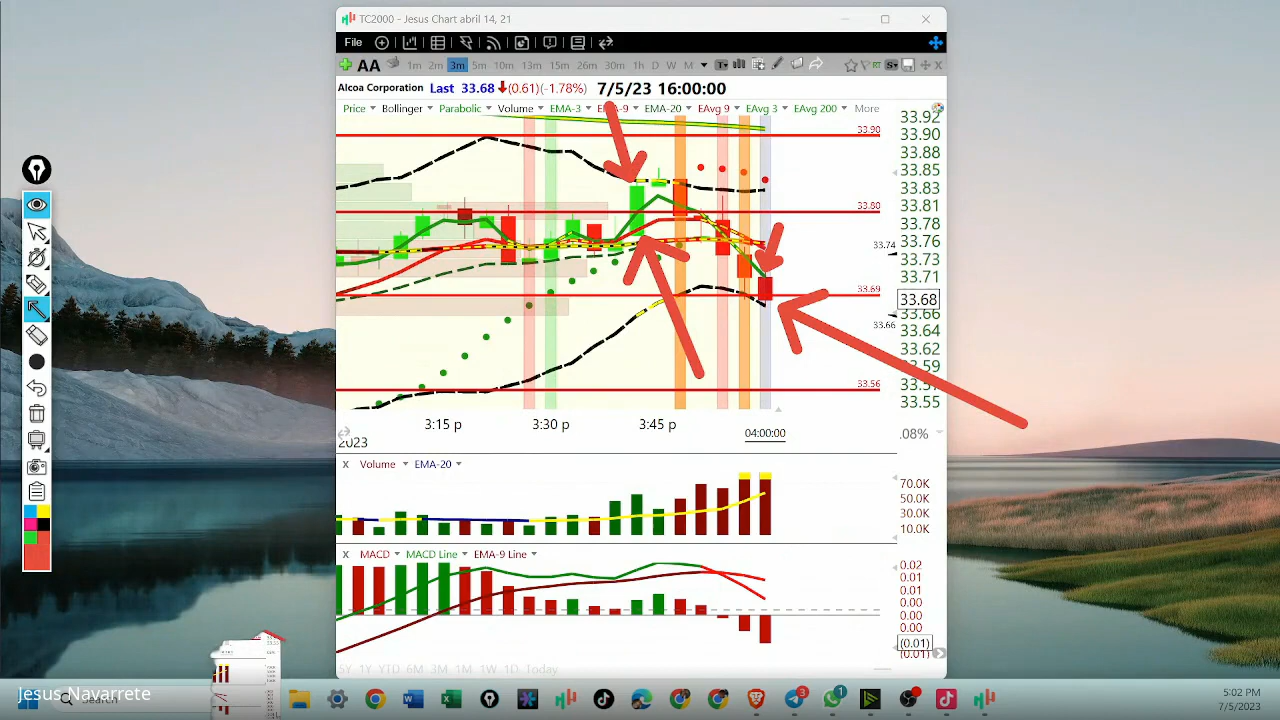 TC2000 - Jesus Chart abril 14, 21
File
AA 1m 2m 3m 5m 10m 13m 15m 26m 30m 1h D W M
Alcoa Corporation Last 33.68 (0.61)(-1.78%) 7/5/23 16:00:00
Price Bollinger Parabolic Volume EMA-3 EMA-20 EAvg 9 EAvg 3 EAvg 200 More
33.92
33.90 33.90
33.88
33.85
33.83
33.80 33.81
33.78
33.74 33.76
33.73
33.71
33.69
33.68
33.66
33.66 33.64
33.62
33.56
33.55
3:15 p 3:30 p 3:45 p 04:00:00 .08%
2023
X Volume EMA-20
70.0K
50.0K
30.0K
10.0K
X MACD MACD Line EMA-9 Line
0.02
0.01
0.01
0.00
0.00
0.00
(0.01)
(0.01)
5Y 1Y YTD 6M 3M 1M 1W 1D Today
Jesus Navarrete
Search
3
1
5:02 PM
7/5/2023